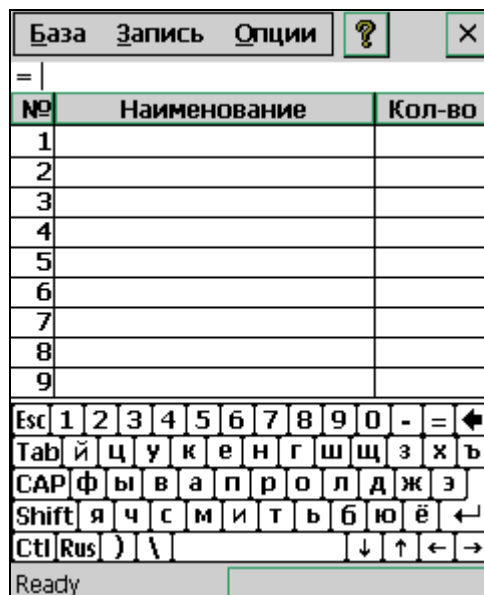 База Запись Опции ? ×
=
№ Наименование Кол-во
1
2
3
4
5
6
7
8
9
Esc 1 2 3 4 5 6 7 8 9 0 - = 🡄
Tab й ц у к е н г ш щ з х ъ
CAP ф ы в а п р о л д ж э
Shift я ч с м и т ь б ю ё ↵
Ctl Rus ) \ ↓ ↑ ← →
Ready